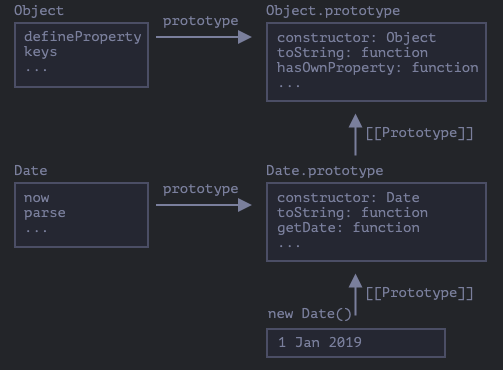 Object
prototype
Object.prototype
defineProperty
keys
...
constructor: Object
toString: function
hasOwnProperty: function
...
[[Prototype]]
Date
prototype
Date.prototype
now
parse
...
constructor: Date
toString: function
getDate: function
...
[[Prototype]]
new Date()
1 Jan 2019